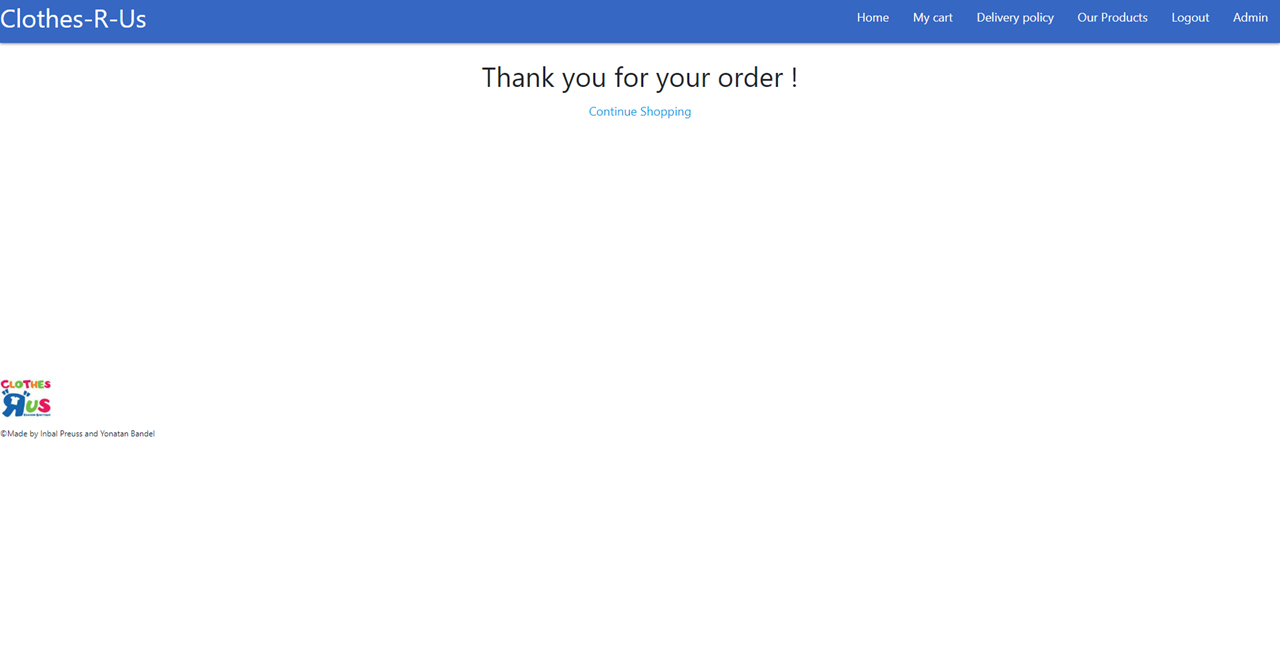 Clothes-R-Us
Home My cart Delivery policy Our Products Logout Admin
Thank you for your order !
Continue Shopping
CLOTHES
R US
©Made by Inbal Preuss and Yonatan Bandel